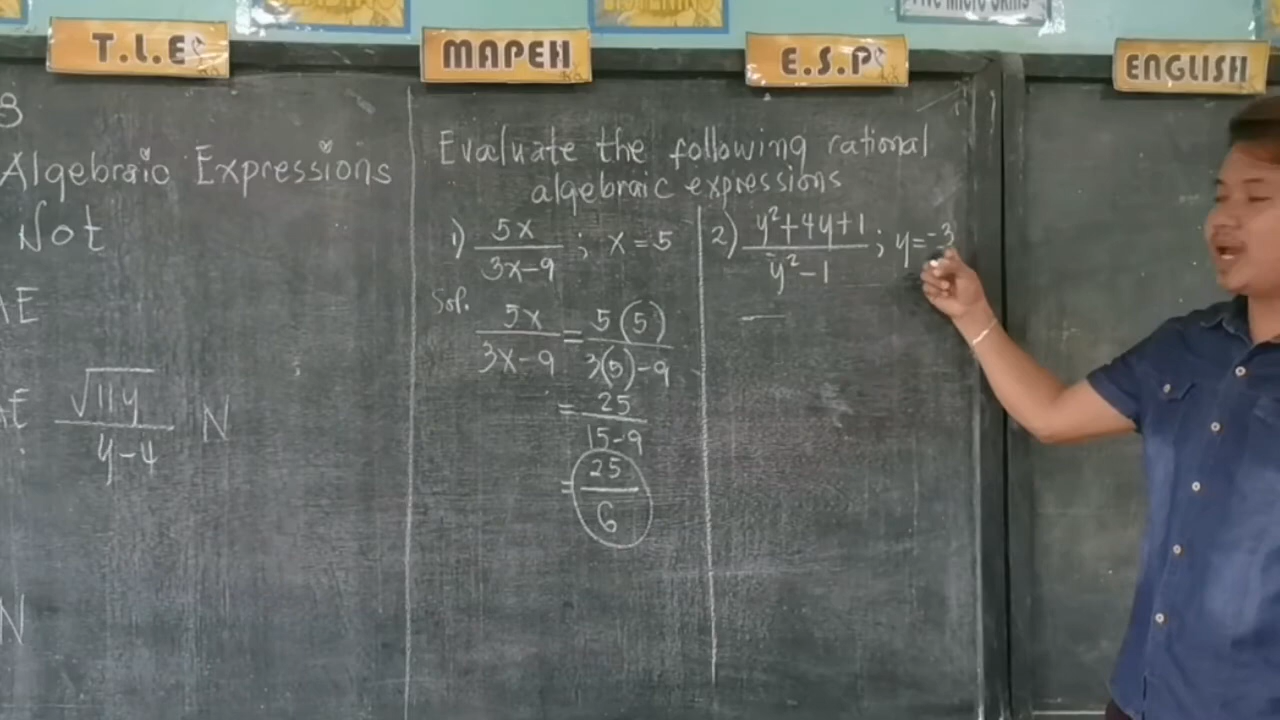 T.L.E
MAPEH
E.S.P
ENGLISH
8
Algebraic Expressions
Not
AE
AE √11y / y-4 N
N
Evaluate the following rational
algebraic expressions
1) 5x / 3x-9 ; x = 5
Sol.
5x / 3x-9 = 5(5) / 3(5)-9
= 25 / 15-9
= 25 / 6
2) y²+4y+1 / y²-1 ; y=-3